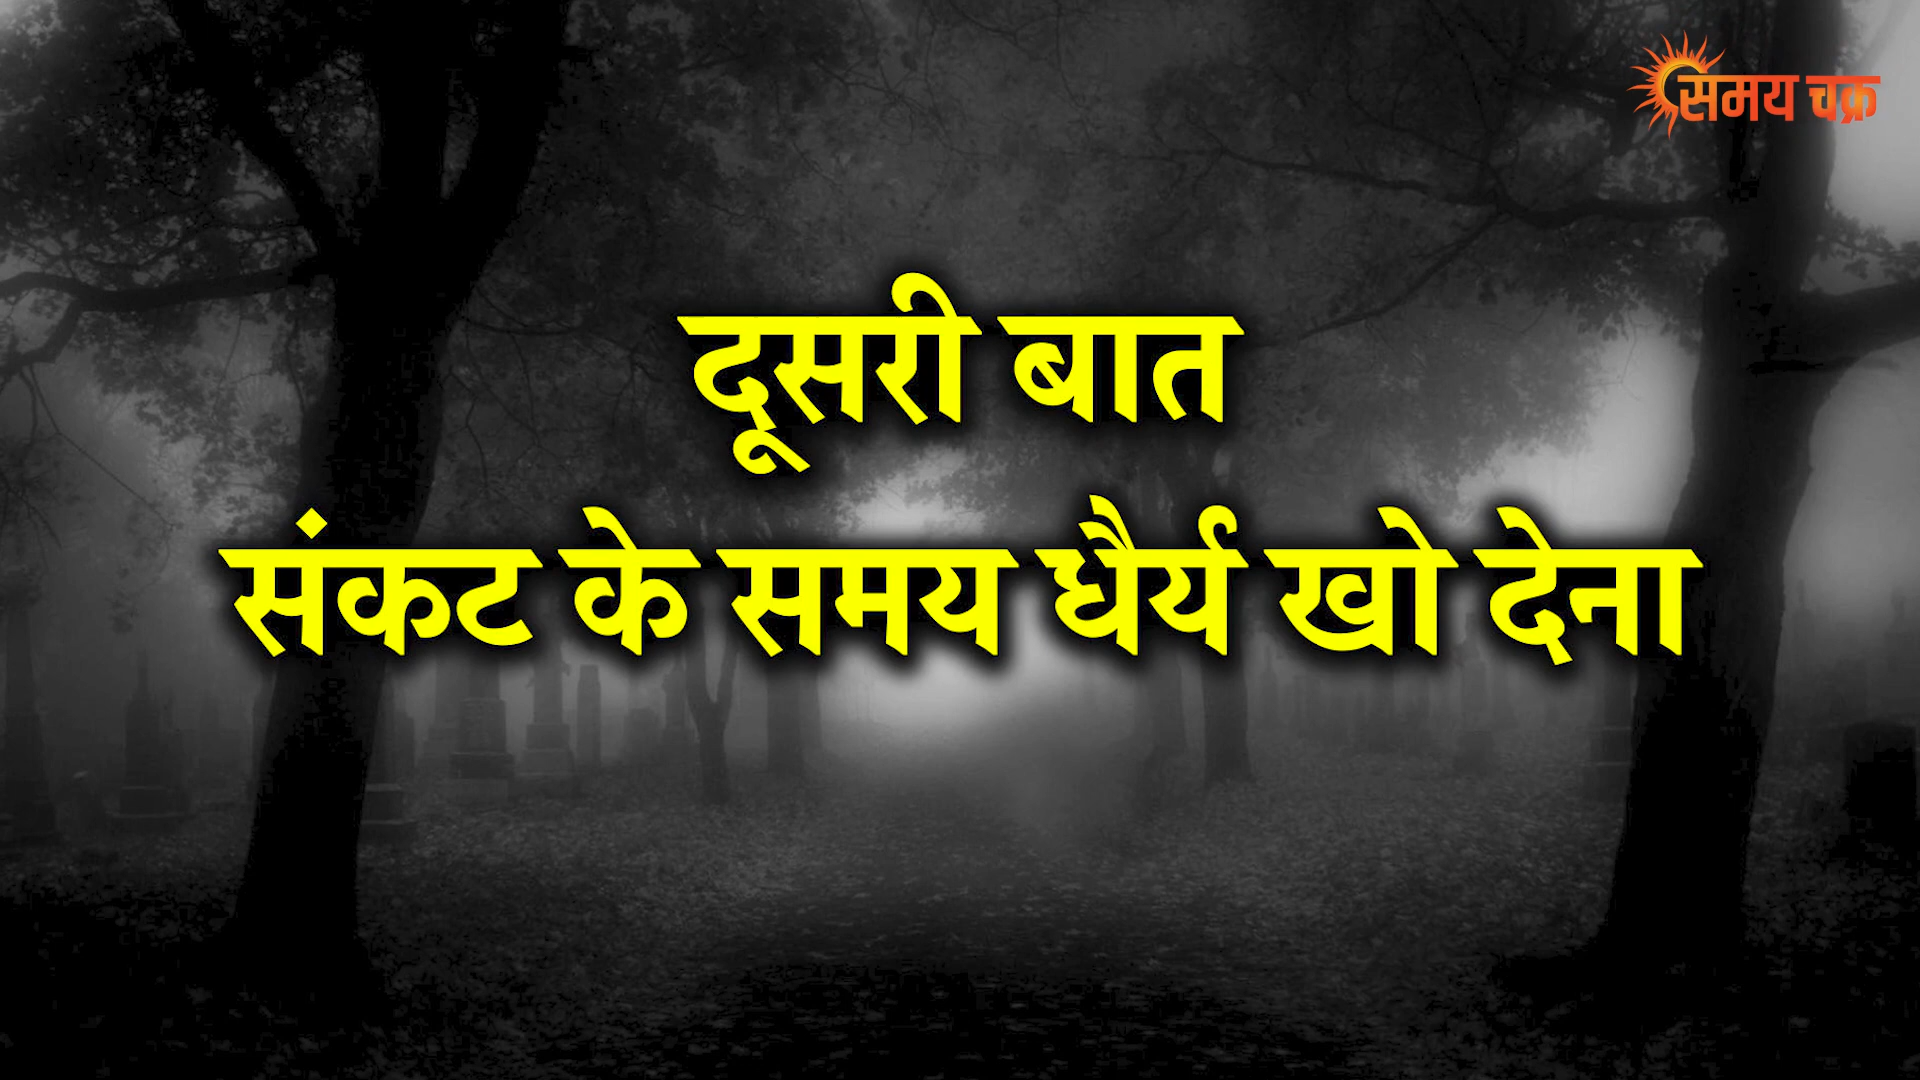 समय चक्र
दूसरी बात
संकट के समय धैर्य खो देना